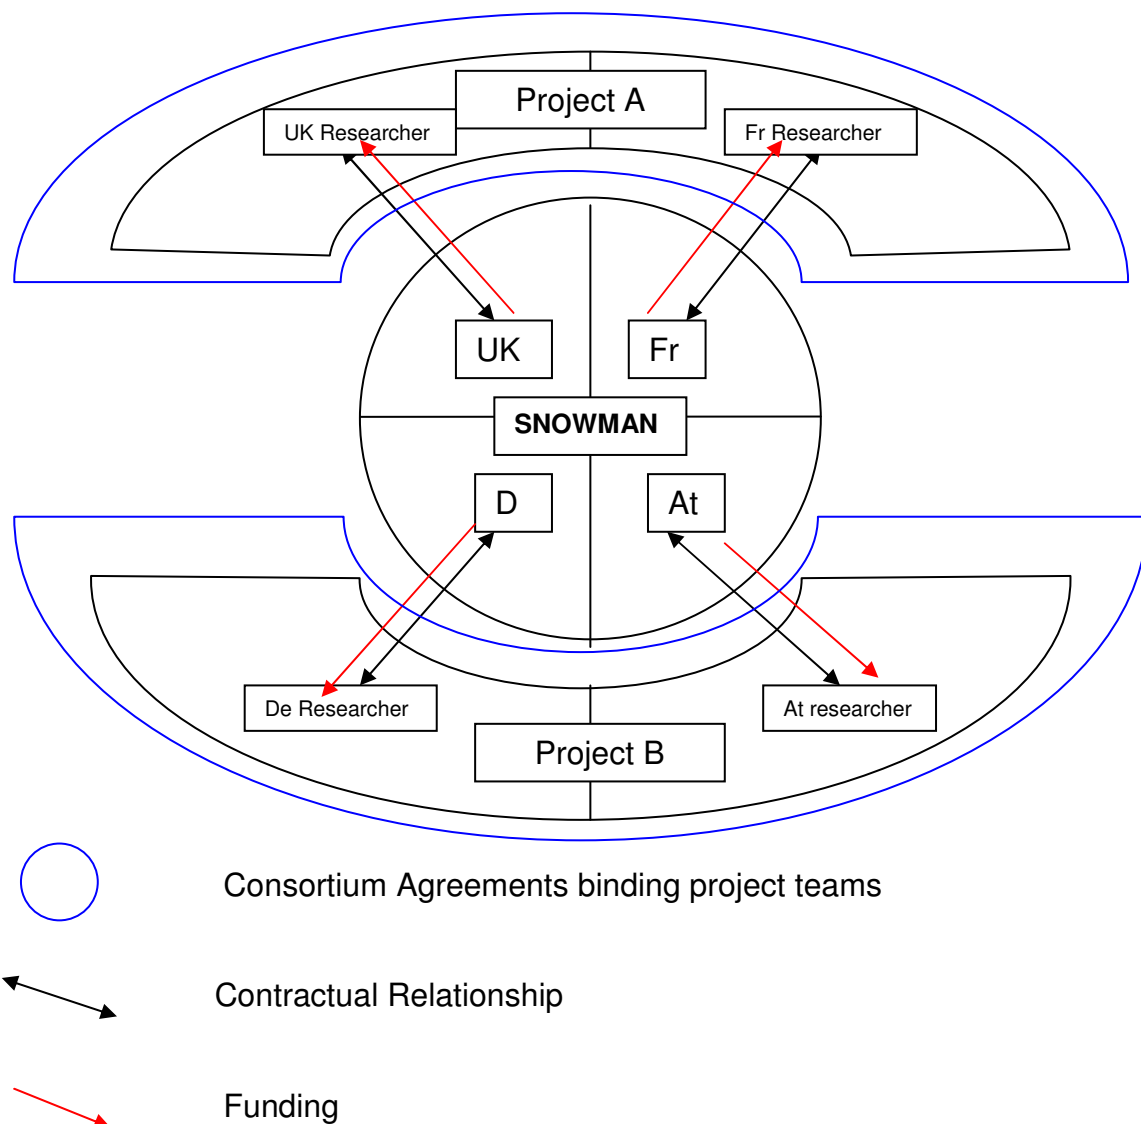 Project A
UK Researcher
Fr Researcher
UK
Fr
SNOWMAN
D
At
De Researcher
At researcher
Project B
Consortium Agreements binding project teams
Contractual Relationship
Funding